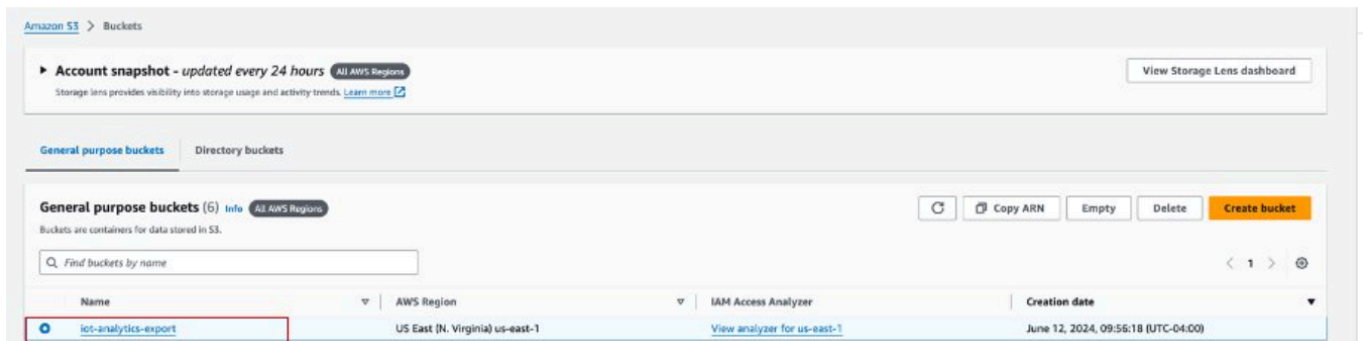 Amazon S3 > Buckets
Account snapshot - updated every 24 hours All AWS Regions View Storage Lens dashboard
Storage lens provides visibility into storage usage and activity trends. Learn more
General purpose buckets Directory buckets
General purpose buckets (6) Info All AWS Regions Copy ARN Empty Delete Create bucket
Buckets are containers for data stored in S3.
Find buckets by name < 1 >
Name AWS Region IAM Access Analyzer Creation date
iot-analytics-export US East (N. Virginia) us-east-1 View analyzer for us-east-1 June 12, 2024, 09:56:18 (UTC-04:00)